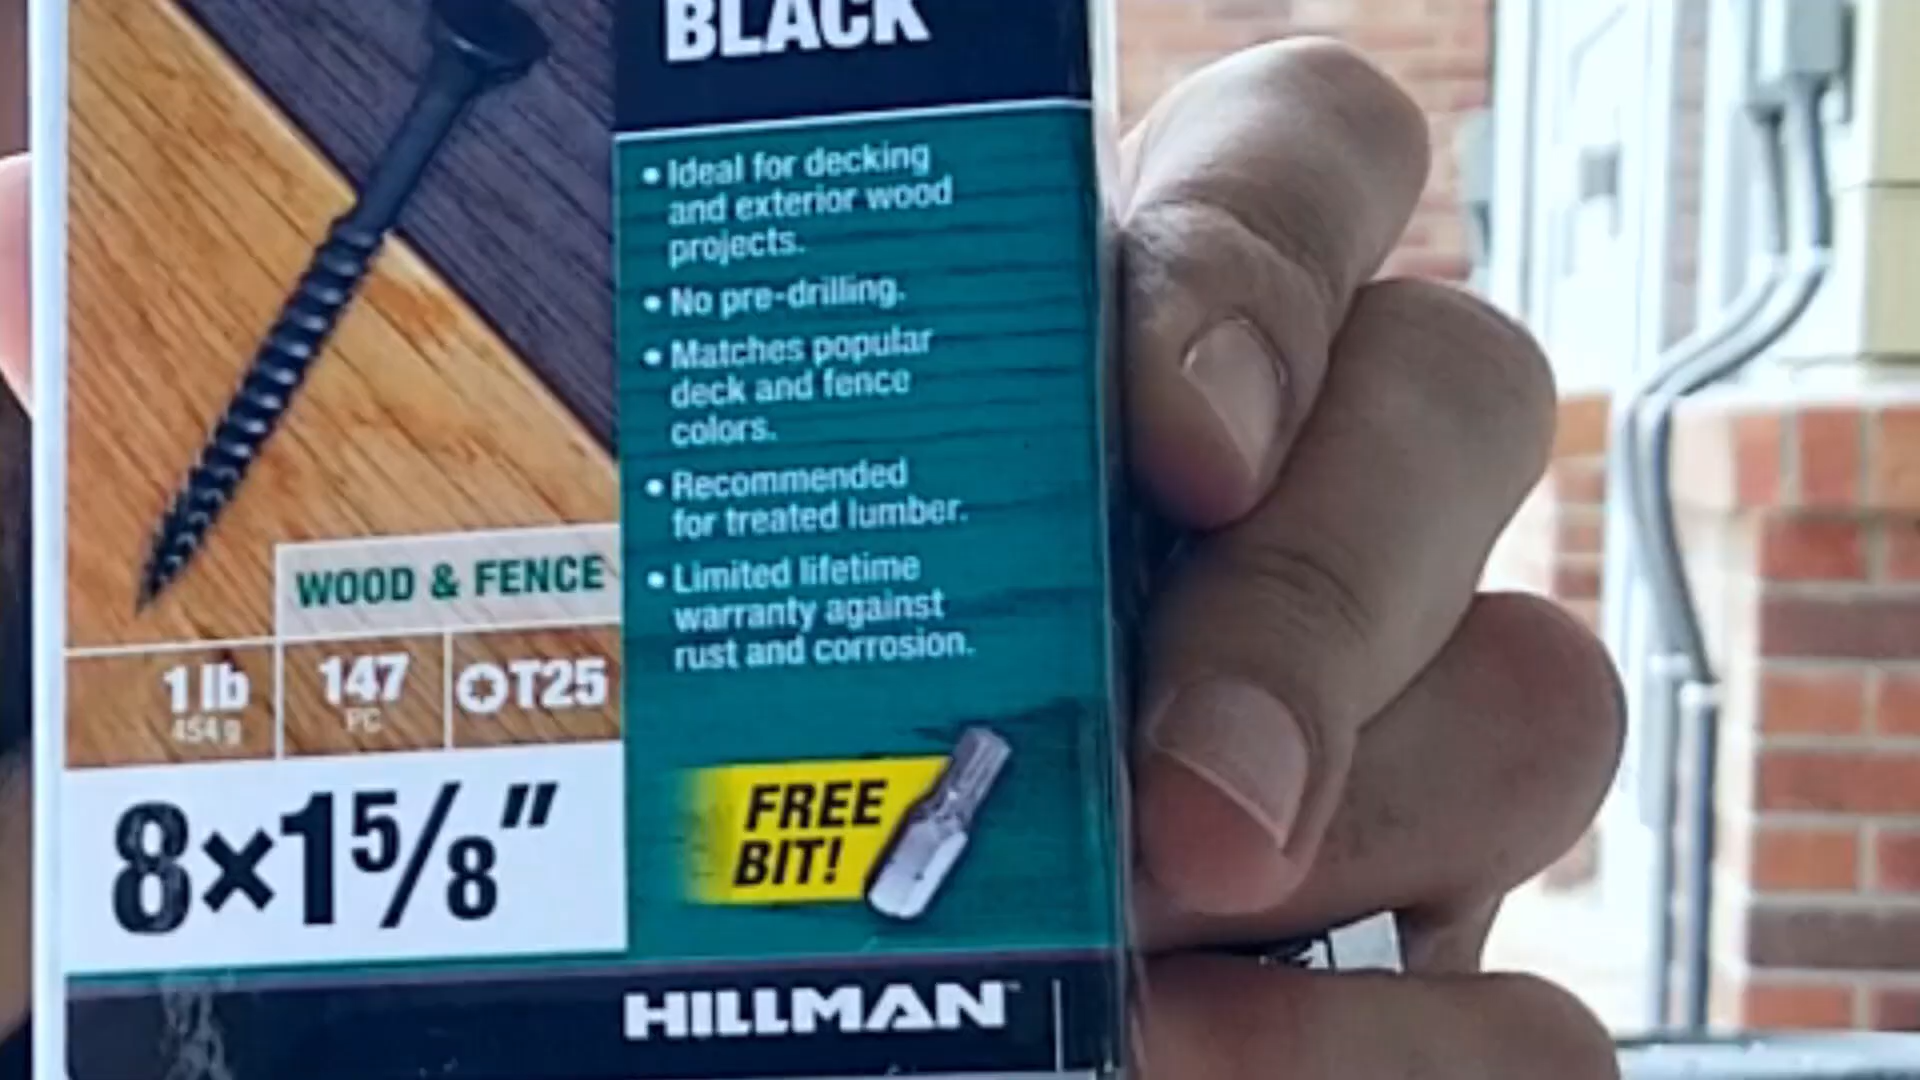 BLACK
• Ideal for decking
and exterior wood
projects.
• No pre-drilling.
• Matches popular
deck and fence
colors.
• Recommended
for treated lumber.
• Limited lifetime
warranty against
rust and corrosion.
WOOD & FENCE
1 lb
454 g
147
PC
T25
8×1⅝"
FREE
BIT!
HILLMAN™